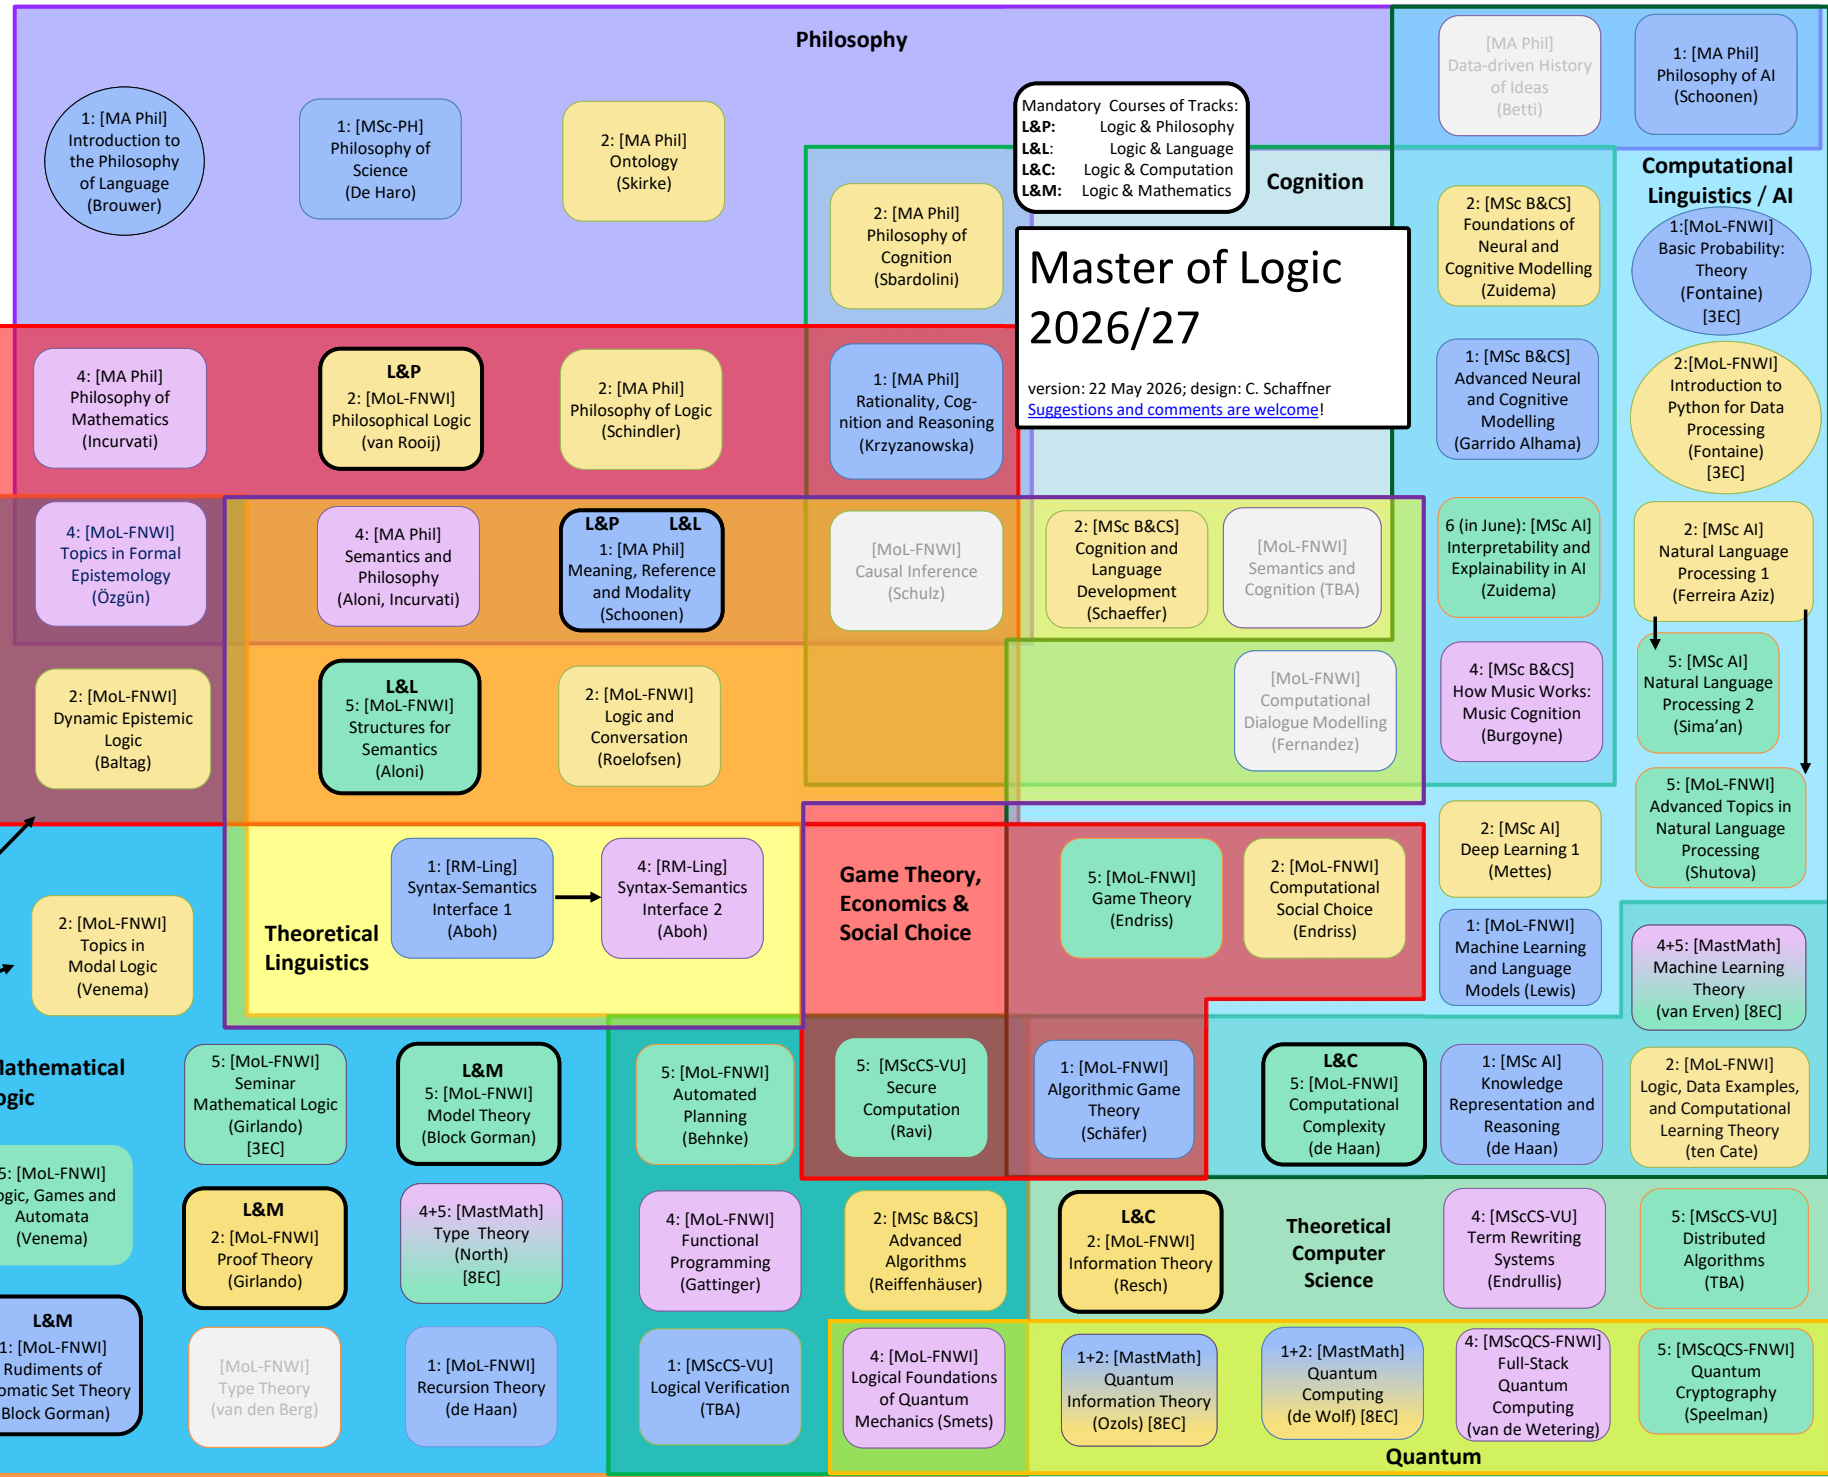 Philosophy
[MA Phil]
Data-driven History
of Ideas
(Betti)
1: [MA Phil]
Philosophy of AI
(Schoonen)
1: [MA Phil]
Introduction to
the Philosophy
of Language
(Brouwer)
1: [MSc-PH]
Philosophy of
Science
(De Haro)
2: [MA Phil]
Ontology
(Skirke)
Mandatory Courses of Tracks:
L&P: Logic & Philosophy
L&L: Logic & Language
L&C: Logic & Computation
L&M: Logic & Mathematics
Cognition
Computational
Linguistics / AI
2: [MA Phil]
Philosophy of
Cognition
(Sbardolini)
Master of Logic
2026/27
version: 22 May 2026; design: C. Schaffner
Suggestions and comments are welcome!
2: [MSc B&CS]
Foundations of
Neural and
Cognitive Modelling
(Zuidema)
1:[MoL-FNWI]
Basic Probability:
Theory
(Fontaine)
[3EC]
4: [MA Phil]
Philosophy of
Mathematics
(Incurvati)
L&P
2: [MoL-FNWI]
Philosophical Logic
(van Rooij)
2: [MA Phil]
Philosophy of Logic
(Schindler)
1: [MA Phil]
Rationality, Cog-
nition and Reasoning
(Krzyzanowska)
1: [MSc B&CS]
Advanced Neural
and Cognitive
Modelling
(Garrido Alhama)
2:[MoL-FNWI]
Introduction to
Python for Data
Processing
(Fontaine)
[3EC]
4: [MoL-FNWI]
Topics in Formal
Epistemology
(Özgün)
4: [MA Phil]
Semantics and
Philosophy
(Aloni, Incurvati)
L&P L&L
1: [MA Phil]
Meaning, Reference
and Modality
(Schoonen)
[MoL-FNWI]
Causal Inference
(Schulz)
2: [MSc B&CS]
Cognition and
Language
Development
(Schaeffer)
[MoL-FNWI]
Semantics and
Cognition (TBA)
6 (in June): [MSc AI]
Interpretability and
Explainability in AI
(Zuidema)
2: [MSc AI]
Natural Language
Processing 1
(Ferreira Aziz)
2: [MoL-FNWI]
Dynamic Epistemic
Logic
(Baltag)
L&L
5: [MoL-FNWI]
Structures for
Semantics
(Aloni)
2: [MoL-FNWI]
Logic and
Conversation
(Roelofsen)
[MoL-FNWI]
Computational
Dialogue Modelling
(Fernandez)
4: [MSc B&CS]
How Music Works:
Music Cognition
(Burgoyne)
5: [MSc AI]
Natural Language
Processing 2
(Sima'an)
5: [MoL-FNWI]
Advanced Topics in
Natural Language
Processing
(Shutova)
2: [MSc AI]
Deep Learning 1
(Mettes)
Theoretical
Linguistics
1: [RM-Ling]
Syntax-Semantics
Interface 1
(Aboh)
4: [RM-Ling]
Syntax-Semantics
Interface 2
(Aboh)
Game Theory,
Economics &
Social Choice
5: [MoL-FNWI]
Game Theory
(Endriss)
2: [MoL-FNWI]
Computational
Social Choice
(Endriss)
2: [MoL-FNWI]
Topics in
Modal Logic
(Venema)
1: [MoL-FNWI]
Machine Learning
and Language
Models (Lewis)
4+5: [MastMath]
Machine Learning
Theory
(van Erven) [8EC]
athematical
ogic
5: [MoL-FNWI]
Seminar
Mathematical Logic
(Girlando)
[3EC]
L&M
5: [MoL-FNWI]
Model Theory
(Block Gorman)
5: [MoL-FNWI]
Automated
Planning
(Behnke)
5: [MScCS-VU]
Secure
Computation
(Ravi)
1: [MoL-FNWI]
Algorithmic Game
Theory
(Schäfer)
L&C
5: [MoL-FNWI]
Computational
Complexity
(de Haan)
1: [MSc AI]
Knowledge
Representation and
Reasoning
(de Haan)
2: [MoL-FNWI]
Logic, Data Examples,
and Computational
Learning Theory
(ten Cate)
5: [MoL-FNWI]
ogic, Games and
Automata
(Venema)
L&M
2: [MoL-FNWI]
Proof Theory
(Girlando)
4+5: [MastMath]
Type Theory
(North)
[8EC]
4: [MoL-FNWI]
Functional
Programming
(Gattinger)
2: [MSc B&CS]
Advanced
Algorithms
(Reiffenhäuser)
L&C
2: [MoL-FNWI]
Information Theory
(Resch)
Theoretical
Computer
Science
4: [MScCS-VU]
Term Rewriting
Systems
(Endrullis)
5: [MScCS-VU]
Distributed
Algorithms
(TBA)
L&M
1: [MoL-FNWI]
Rudiments of
omatic Set Theory
Block Gorman)
[MoL-FNWI]
Type Theory
(van den Berg)
1: [MoL-FNWI]
Recursion Theory
(de Haan)
1: [MScCS-VU]
Logical Verification
(TBA)
4: [MoL-FNWI]
Logical Foundations
of Quantum
Mechanics (Smets)
1+2: [MastMath]
Quantum
Information Theory
(Ozols) [8EC]
1+2: [MastMath]
Quantum
Computing
(de Wolf) [8EC]
4: [MScQCS-FNWI]
Full-Stack
Quantum
Computing
(van de Wetering)
5: [MScQCS-FNWI]
Quantum
Cryptography
(Speelman)
Quantum